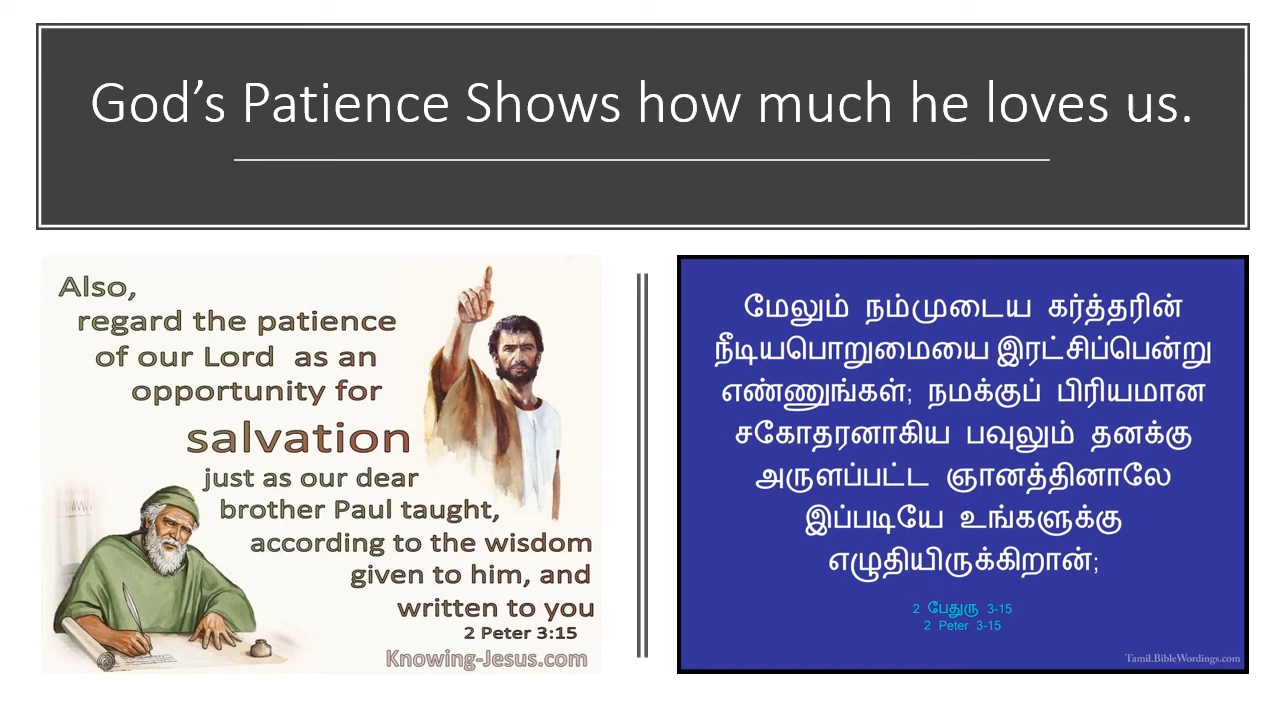 God’s Patience Shows how much he loves us.
Also,
regard the patience
of our Lord as an
opportunity for
salvation
just as our dear
brother Paul taught,
according to the wisdom
given to him, and
written to you
2 Peter 3:15
Knowing-Jesus.com
மேலும் நம்முடைய கர்த்தரின்
நீடியபொறுமையை இரட்சிப்பென்று
எண்ணுங்கள்; நமக்குப் பிரியமான
சகோதரனாகிய பவுலும் தனக்கு
அருளப்பட்ட ஞானத்தினாலே
இப்படியே உங்களுக்கு
எழுதியிருக்கிறான்;
2 பேதுரு 3-15
2 Peter 3-15
Tamil.BibleWordings.com